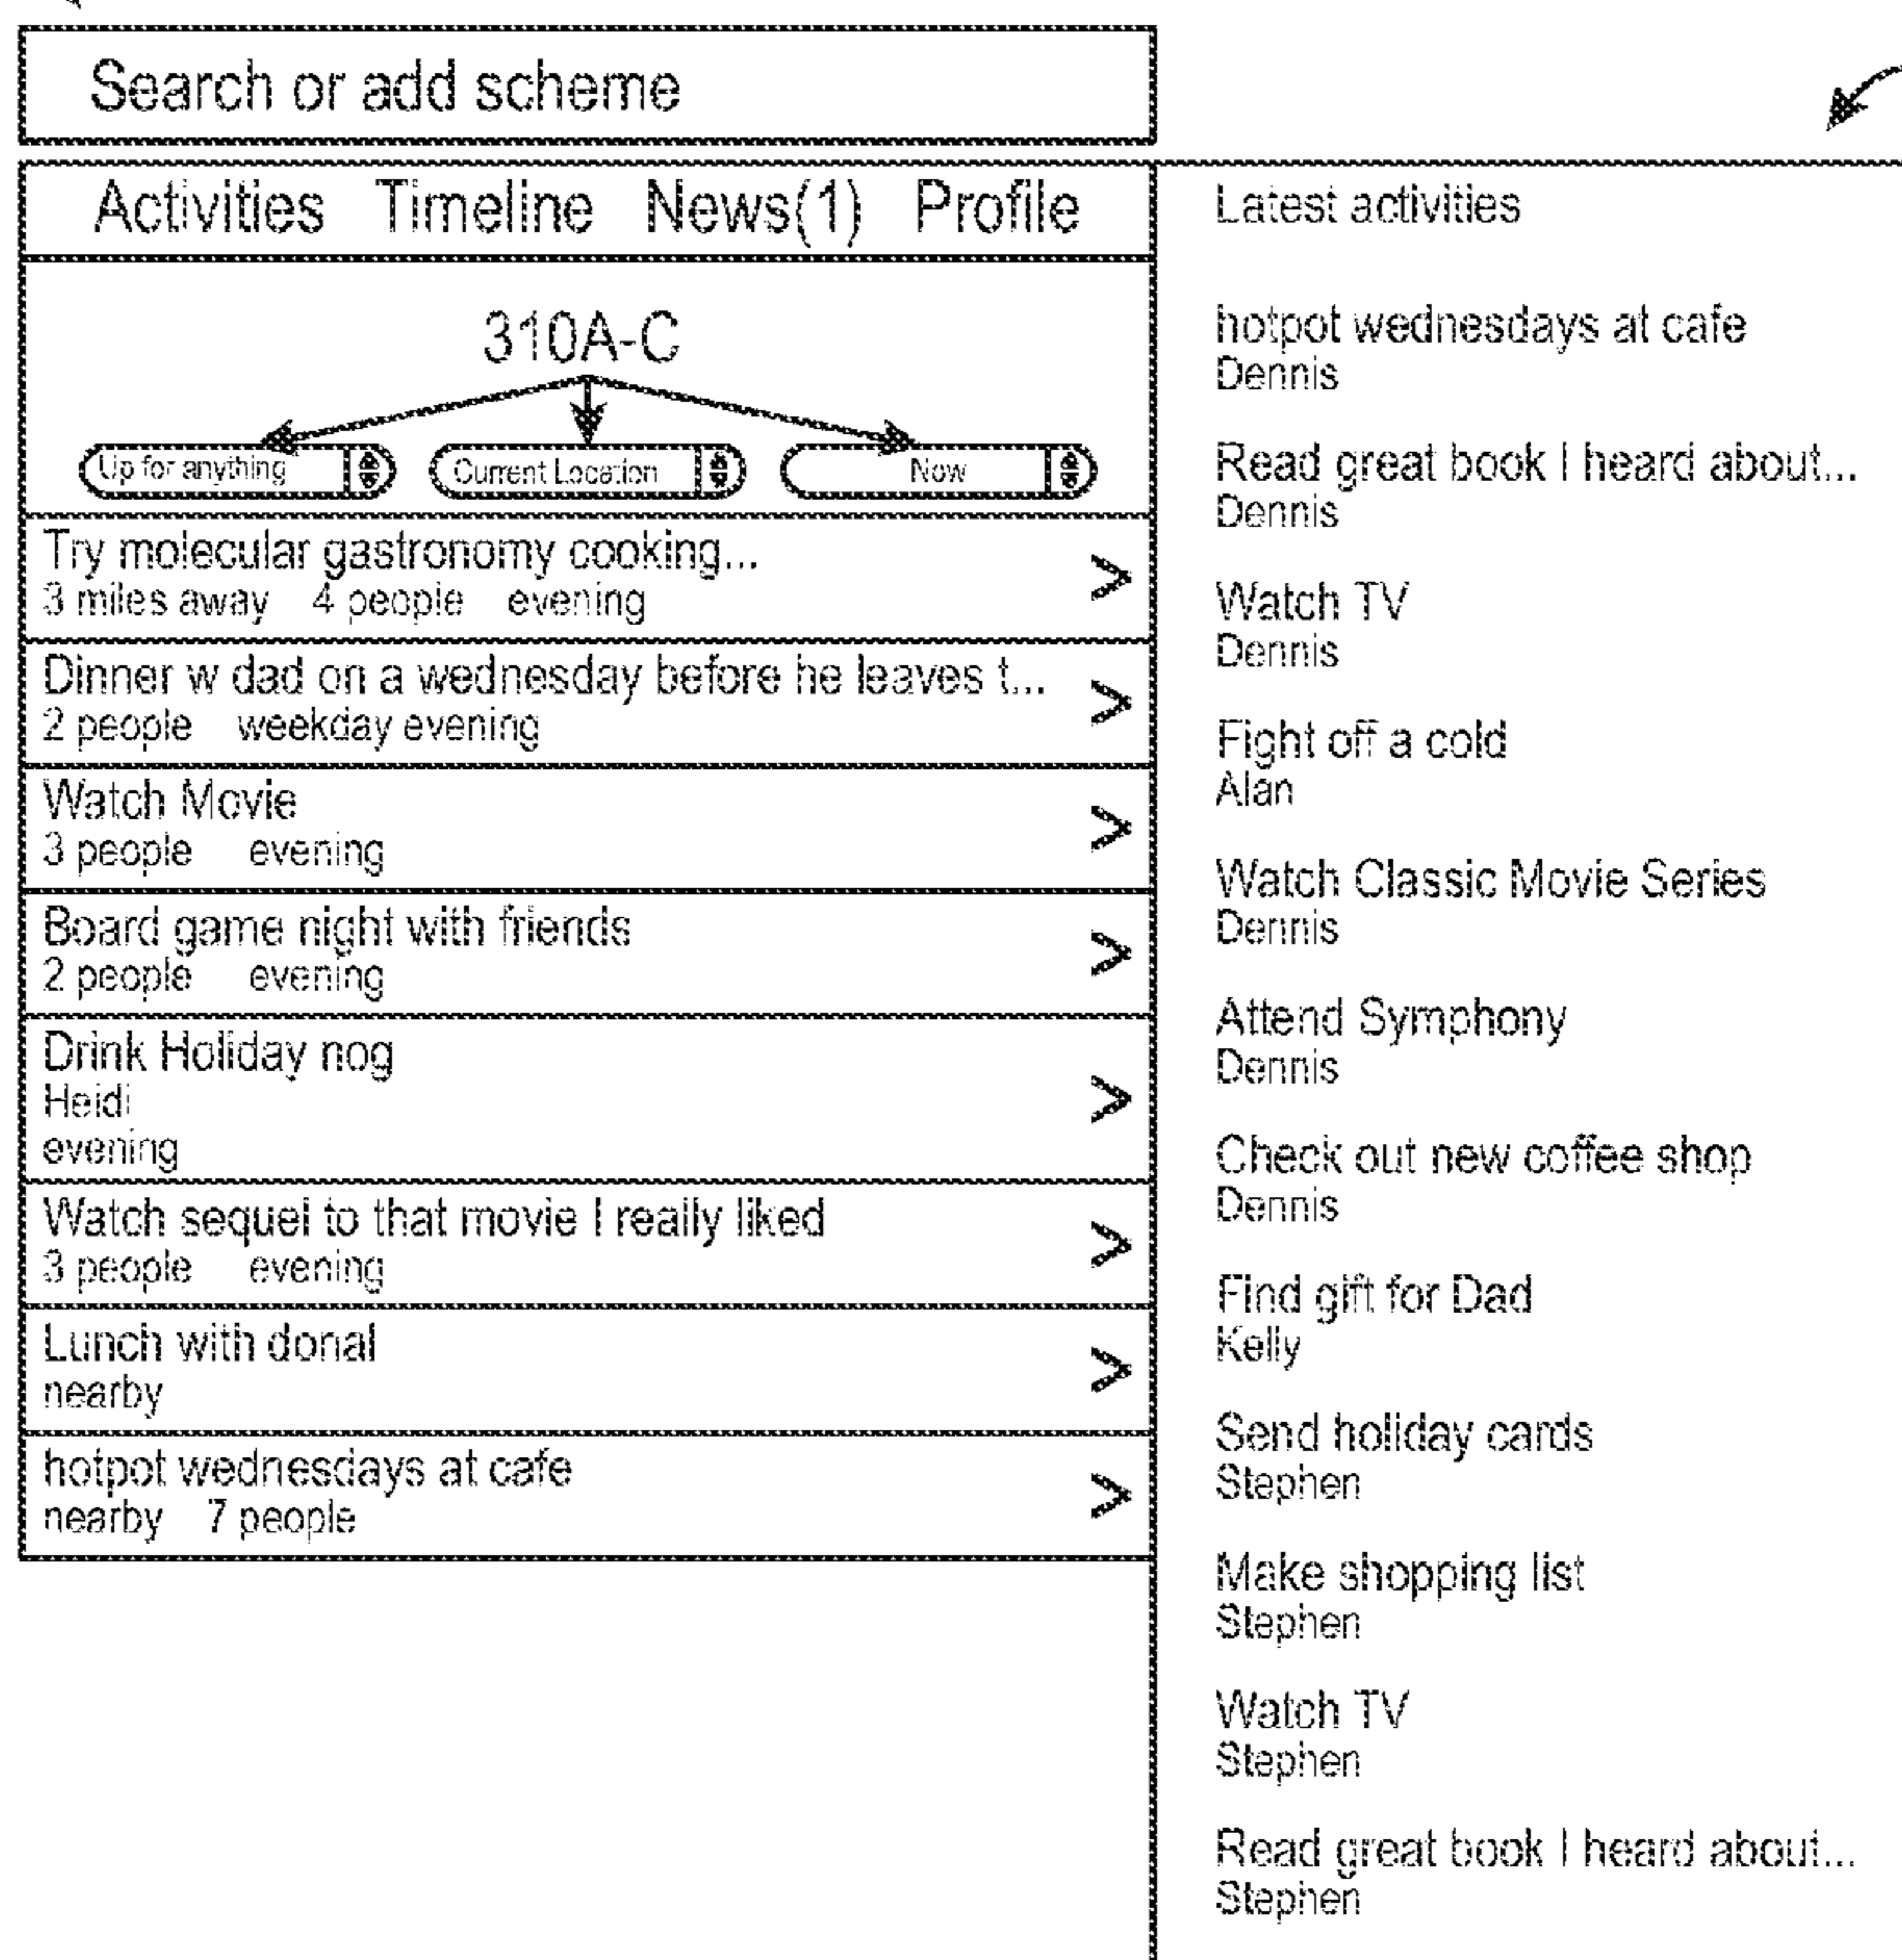 Search or add scheme
Activities Timeline News(1) Profile
310A-C
Up for anything Current Location Now
Try molecular gastronomy cooking...
3 miles away 4 people evening
>
Dinner w dad on a wednesday before he leaves t...
2 people weekday evening
>
Watch Movie
3 people evening
>
Board game night with friends
2 people evening
>
Drink Holiday nog
Heidi
evening
>
Watch sequel to that movie I really liked
3 people evening
>
Lunch with donal
nearby
>
hotpot wednesdays at cafe
nearby 7 people
>
Latest activities
hotpot wednesdays at cafe
Dennis
Read great book I heard about...
Dennis
Watch TV
Dennis
Fight off a cold
Alan
Watch Classic Movie Series
Dennis
Attend Symphony
Dennis
Check out new coffee shop
Dennis
Find gift for Dad
Kelly
Send holiday cards
Stephen
Make shopping list
Stephen
Watch TV
Stephen
Read great book I heard about...
Stephen